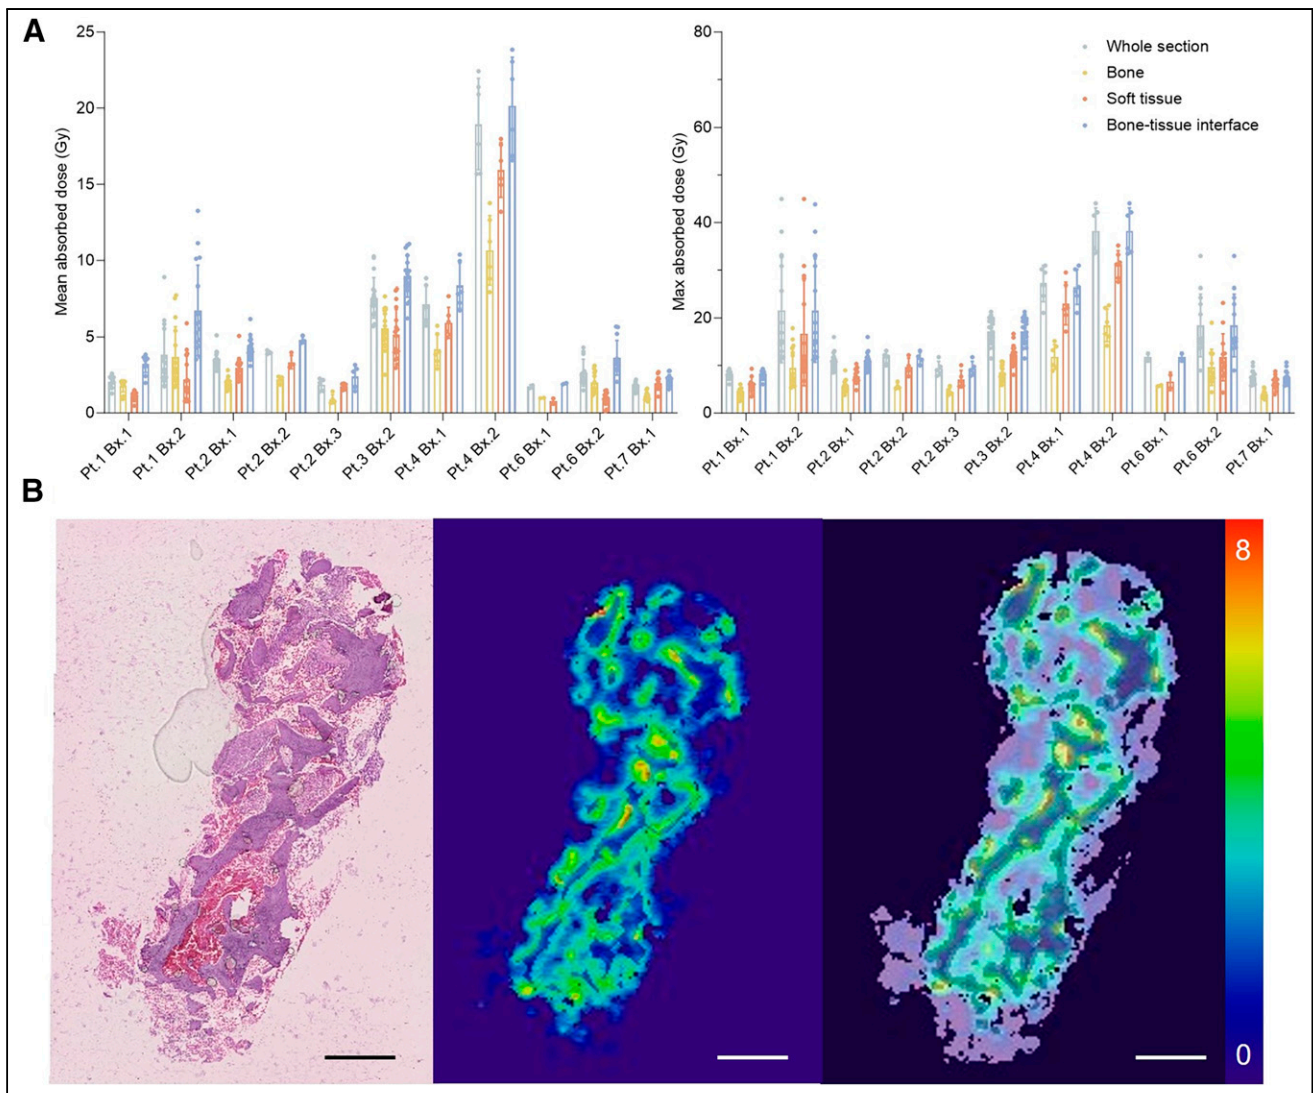 A
Mean absorbed dose (Gy)
25
20
15
10
5
0
Pt.1 Bx.1
Pt.1 Bx.2
Pt.2 Bx.1
Pt.2 Bx.2
Pt.2 Bx.3
Pt.3 Bx.2
Pt.4 Bx.1
Pt.4 Bx.2
Pt.6 Bx.1
Pt.6 Bx.2
Pt.7 Bx.1
Max absorbed dose (Gy)
80
60
40
20
0
Whole section
Bone
Soft tissue
Bone-tissue interface
Pt.1 Bx.1
Pt.1 Bx.2
Pt.2 Bx.1
Pt.2 Bx.2
Pt.2 Bx.3
Pt.3 Bx.2
Pt.4 Bx.1
Pt.4 Bx.2
Pt.6 Bx.1
Pt.6 Bx.2
Pt.7 Bx.1
B
8
0